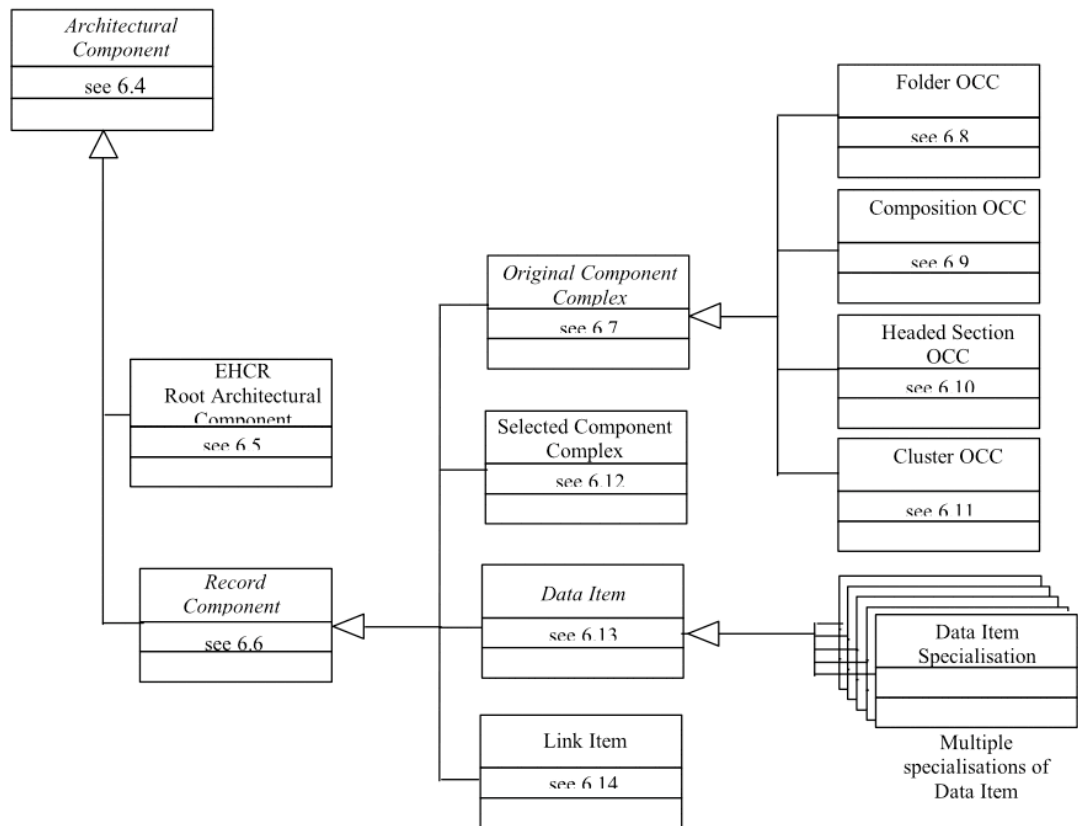 Architectural
Component
see 6.4
EHCR
Root Architectural
Component
see 6.5
Record
Component
see 6.6
Original Component
Complex
see 6.7
Selected Component
Complex
see 6.12
Data Item
see 6.13
Link Item
see 6.14
Folder OCC
see 6.8
Composition OCC
see 6.9
Headed Section
OCC
see 6.10
Cluster OCC
see 6.11
Data Item
Specialisation
Multiple
specialisations of
Data Item